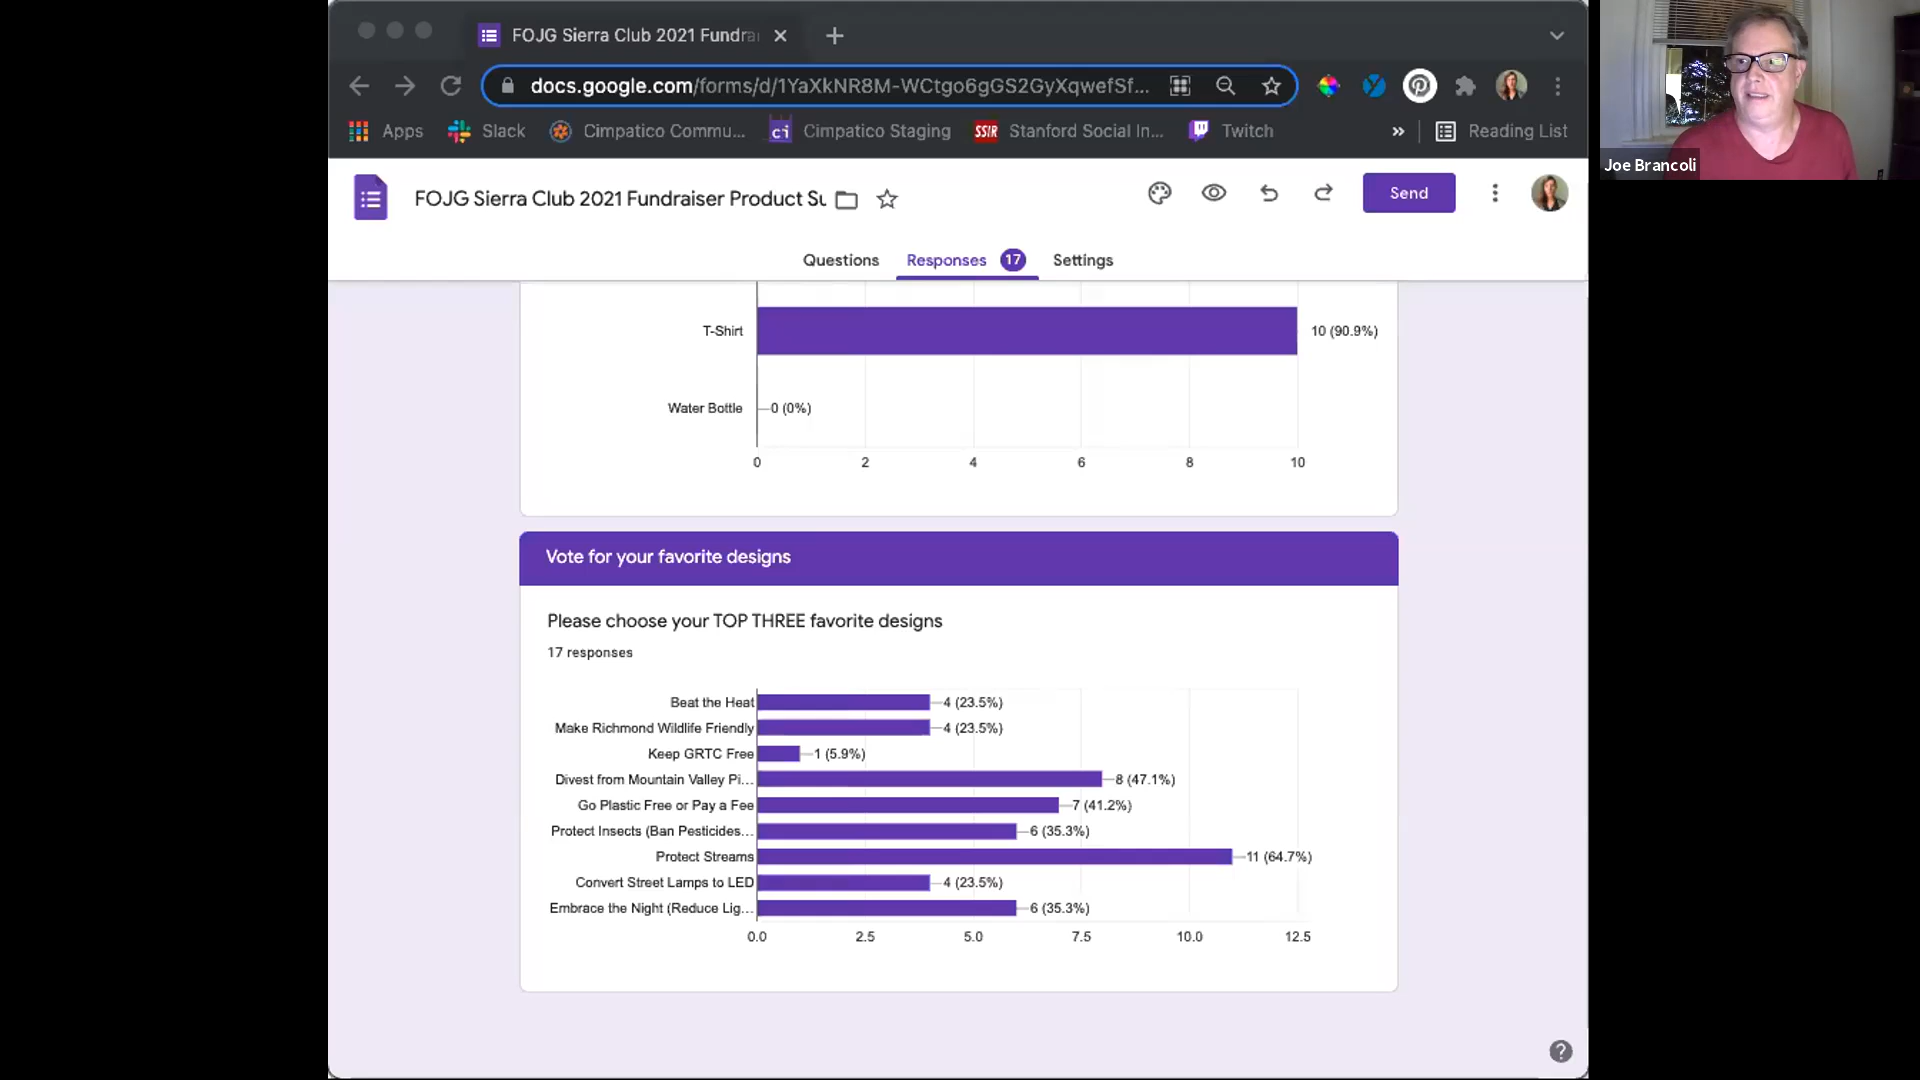 FOJG Sierra Club 2021 Fundra
docs.google.com/forms/d/1YaXkNR8M-WCtgo6gGS2GyXqwefSf...
Apps Slack Cimpatico Commu... ci Cimpatico Staging SSIR Stanford Social In... Twitch » Reading List
Joe Brancoli
FOJG Sierra Club 2021 Fundraiser Product Su
Send
Questions Responses 17 Settings
T-Shirt 10 (90.9%)
Water Bottle 0 (0%)
0 2 4 6 8 10
Vote for your favorite designs
Please choose your TOP THREE favorite designs
17 responses
Beat the Heat 4 (23.5%)
Make Richmond Wildlife Friendly 4 (23.5%)
Keep GRTC Free 1 (5.9%)
Divest from Mountain Valley Pi... 8 (47.1%)
Go Plastic Free or Pay a Fee 7 (41.2%)
Protect Insects (Ban Pesticides... 6 (35.3%)
Protect Streams 11 (64.7%)
Convert Street Lamps to LED 4 (23.5%)
Embrace the Night (Reduce Lig... 6 (35.3%)
0.0 2.5 5.0 7.5 10.0 12.5